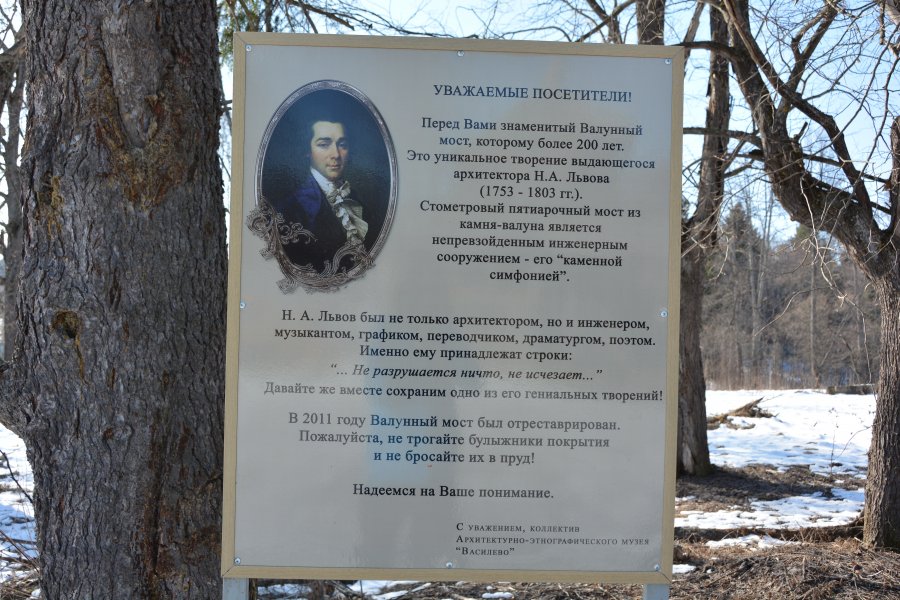 УВАЖАЕМЫЕ ПОСЕТИТЕЛИ!
Перед Вами знаменитый Валунный
мост, которому более 200 лет.
Это уникальное творение выдающегося
архитектора Н.А. Львова
(1753 - 1803 гг.).
Стометровый пятиарочный мост из
камня-валуна является
непревзойденным инженерным
сооружением - его “каменной
симфонией”.
Н. А. Львов был не только архитектором, но и инженером,
музыкантом, графиком, переводчиком, драматургом, поэтом.
Именно ему принадлежат строки:
“... Не разрушается ничто, не исчезает...”
Давайте же вместе сохраним одно из его гениальных творений!
В 2011 году Валунный мост был отреставрирован.
Пожалуйста, не трогайте булыжники покрытия
и не бросайте их в пруд!
Надеемся на Ваше понимание.
С уважением, коллектив
Архитектурно-этнографического музея
“Василево”